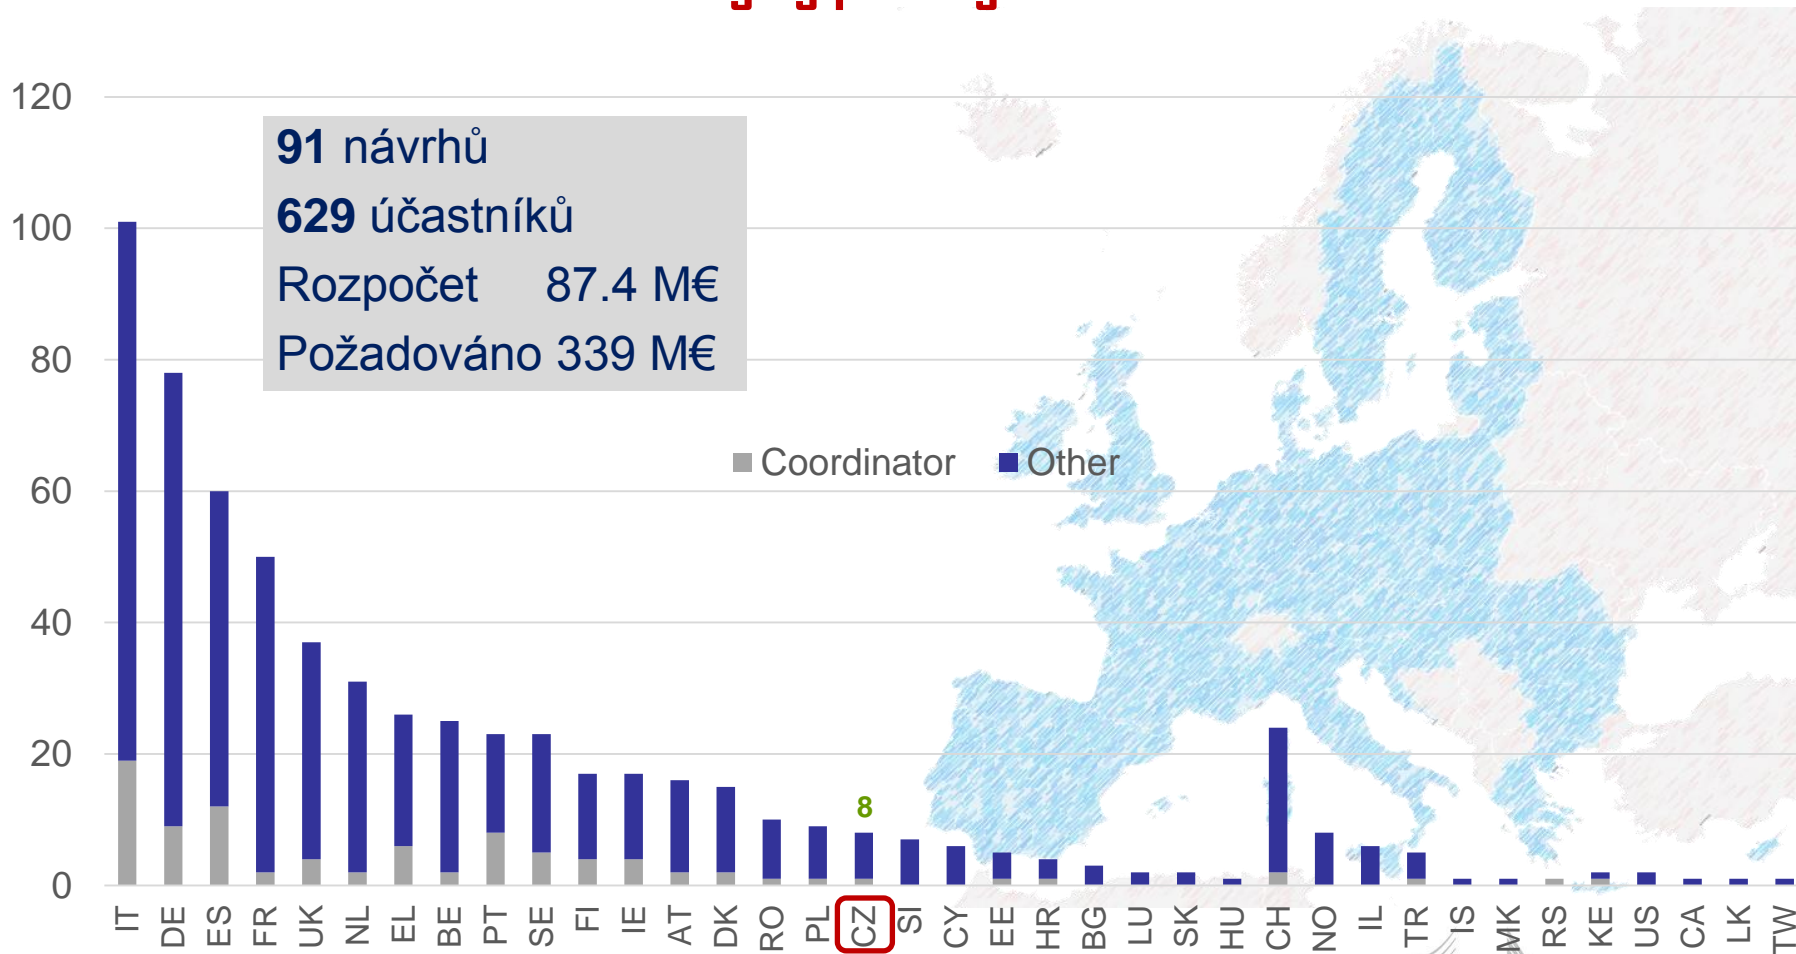 120
100
80
60
40
20
0
91 návrhů
629 účastníků
Rozpočet 87.4 M€
Požadováno 339 M€
Coordinator Other
8
IT DE ES FR UK NL EL BE PT SE FI IE AT DK RO PL CZ SI CY EE HR BG LU SK HU CH NO IL TR IS MK RS KE US CA LK TW